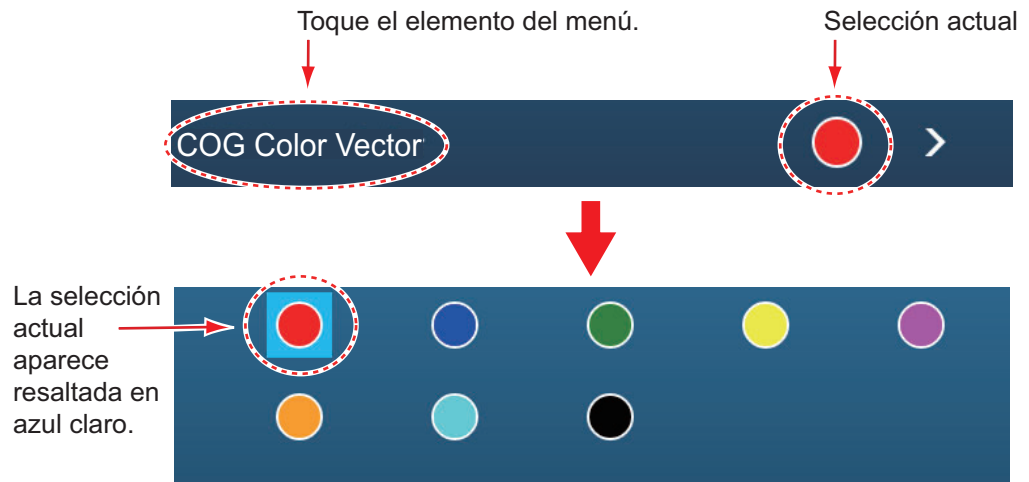 Toque el elemento del menú.
Selección actual
COG Color Vector
La selección
actual
aparece
resaltada en
azul claro.